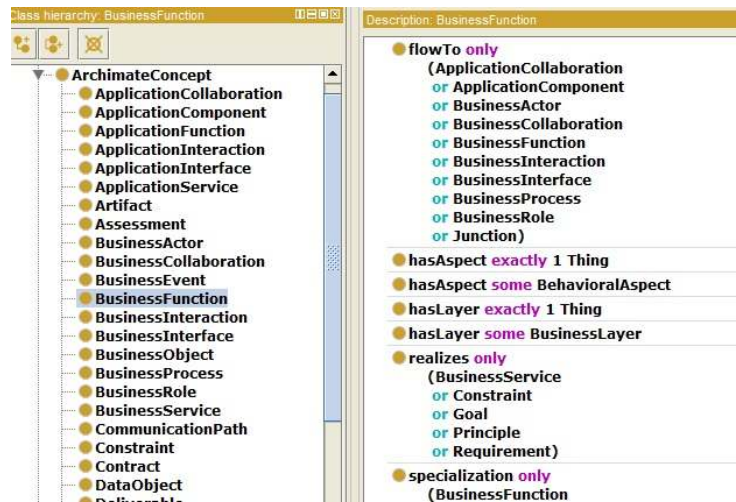 Class hierarchy: BusinessFunction
ArchimateConcept
ApplicationCollaboration
ApplicationComponent
ApplicationFunction
ApplicationInteraction
ApplicationInterface
ApplicationService
Artifact
Assessment
BusinessActor
BusinessCollaboration
BusinessEvent
BusinessFunction
BusinessInteraction
BusinessInterface
BusinessObject
BusinessProcess
BusinessRole
BusinessService
CommunicationPath
Constraint
Contract
DataObject
Deliverable
Description: BusinessFunction
flowTo only
(ApplicationCollaboration
or ApplicationComponent
or BusinessActor
or BusinessCollaboration
or BusinessFunction
or BusinessInteraction
or BusinessInterface
or BusinessProcess
or BusinessRole
or Junction)
hasAspect exactly 1 Thing
hasAspect some BehavioralAspect
hasLayer exactly 1 Thing
hasLayer some BusinessLayer
realizes only
(BusinessService
or Constraint
or Goal
or Principle
or Requirement)
specialization only
(BusinessFunction